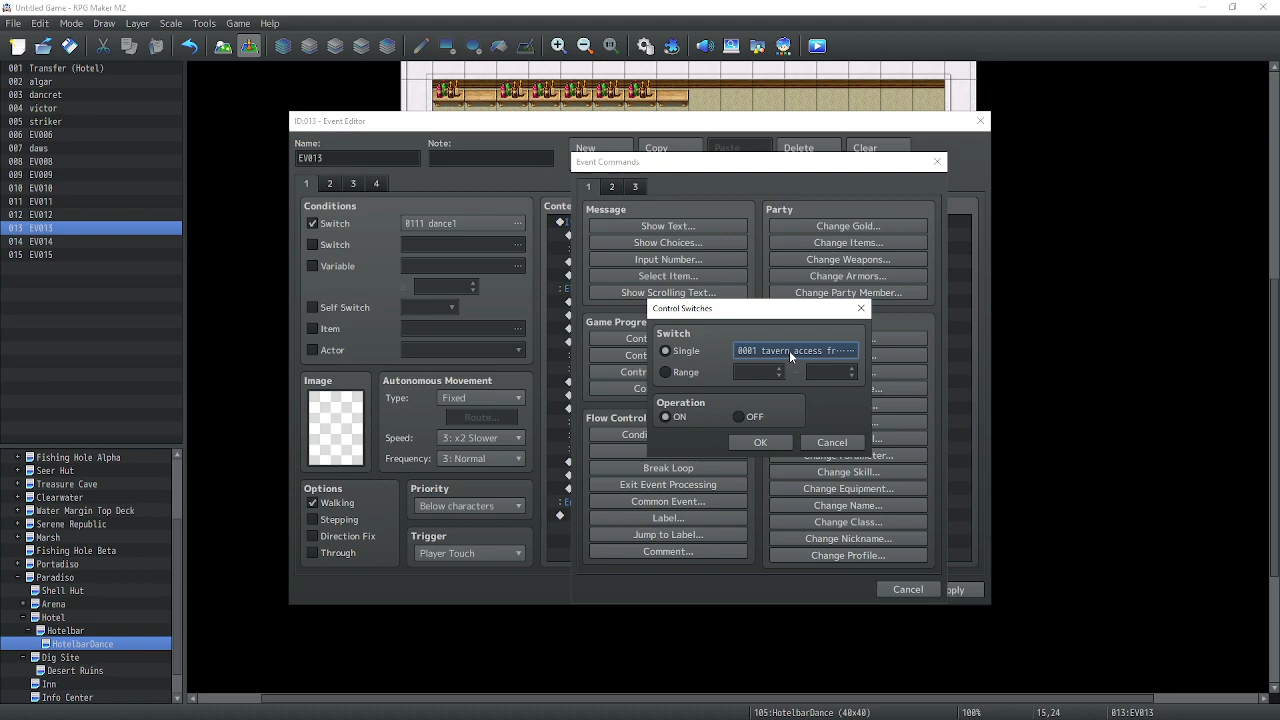 Untitled Game - RPG Maker MZ
File Edit Mode Draw Layer Scale Tools Game Help
001 Transfer (Hotel)
002 algar
003 dancret
004 victor
005 striker
006 EV006
007 daws
008 EV008
009 EV009
010 EV010
011 EV011
012 EV012
013 EV013
014 EV014
015 EV015
Fishing Hole Alpha
Seer Hut
Treasure Cave
Clearwater
Water Margin Top Deck
Serene Republic
Marsh
Fishing Hole Beta
Portadiso
Paradiso
Shell Hut
Arena
Hotel
Hotelbar
HotelbarDance
Dig Site
Desert Ruins
Inn
Info Center
ID:013 - Event Editor
Name:
EV013
Note:
New Copy Paste Delete Clear
1 2 3 4
Conditions
Switch 0111 dance1 ...
Switch ...
Variable ...
Self Switch
Item ...
Actor
Image
Autonomous Movement
Type: Fixed
Route...
Speed: 3: x2 Slower
Frequency: 3: Normal
Options
Walking
Stepping
Direction Fix
Through
Priority
Below characters
Trigger
Player Touch
Conte
Event Commands
1 2 3
Message
Show Text...
Show Choices...
Input Number...
Select Item...
Show Scrolling Text...
Game Progre
Cont
Cont
Contr
Co
Flow Control
Condi
Break Loop
Exit Event Processing
Common Event...
Label...
Jump to Label...
Comment...
Party
Change Gold...
Change Items...
Change Weapons...
Change Armors...
Change Party Member...
Change Skill...
Change Equipment...
Change Name...
Change Class...
Change Nickname...
Change Profile...
Cancel
pply
Control Switches
Switch
Single 0001 tavern access fr... ...
Range
Operation
ON OFF
OK Cancel
105:HotelbarDance (40x40) 100% 15,24 013:EV013